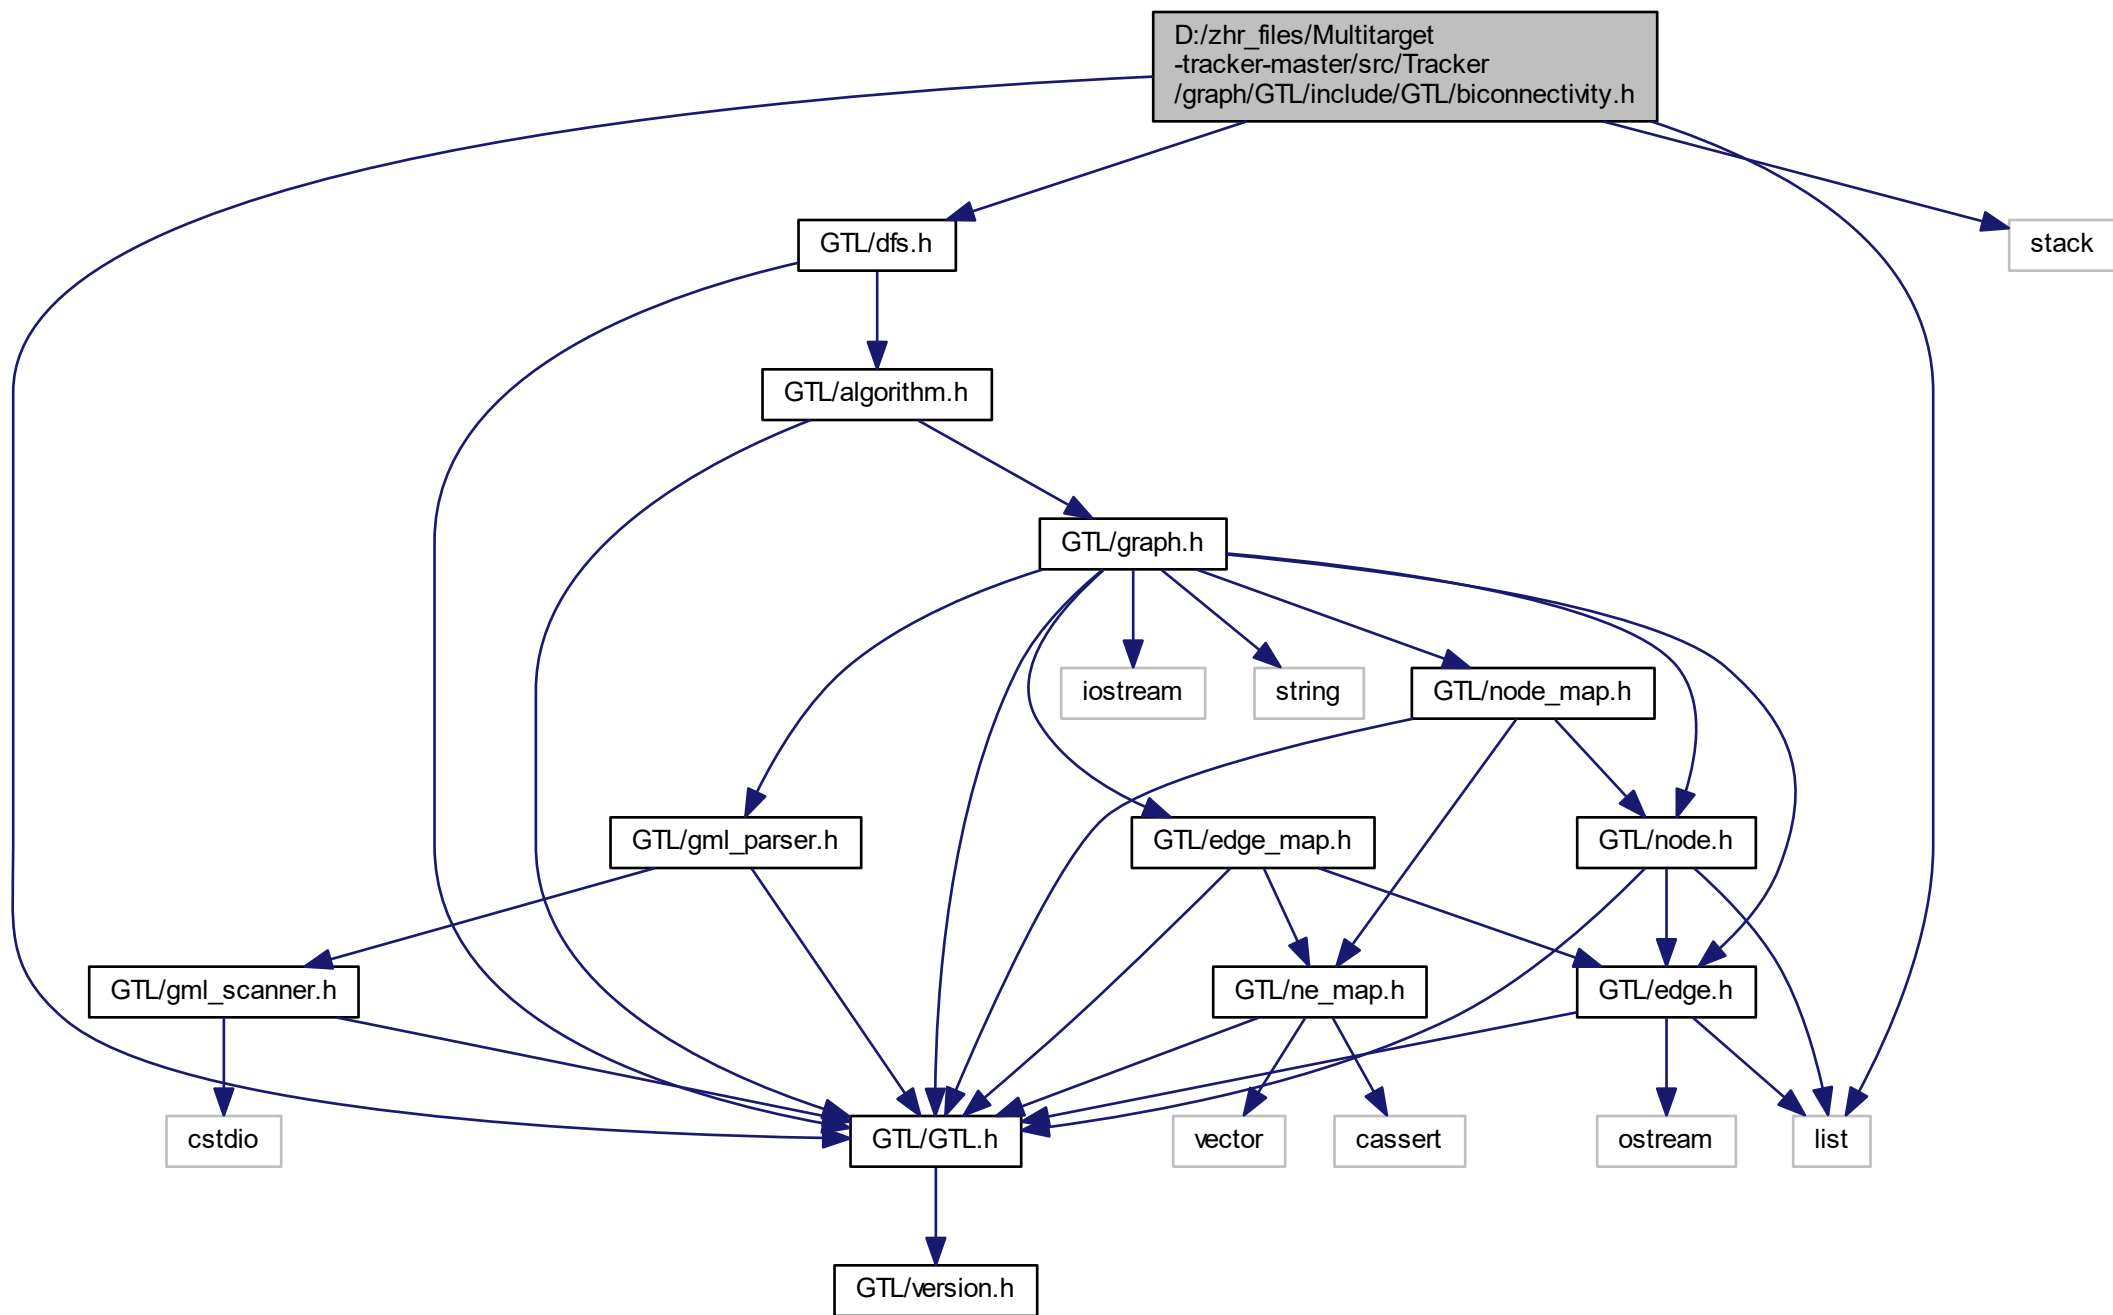 D:/zhr_files/Multitarget
-tracker-master/src/Tracker
/graph/GTL/include/GTL/biconnectivity.h
GTL/dfs.h
stack
GTL/algorithm.h
GTL/graph.h
iostream
string
GTL/node_map.h
GTL/gml_parser.h
GTL/edge_map.h
GTL/node.h
GTL/gml_scanner.h
GTL/ne_map.h
GTL/edge.h
cstdio
GTL/GTL.h
vector
cassert
ostream
list
GTL/version.h